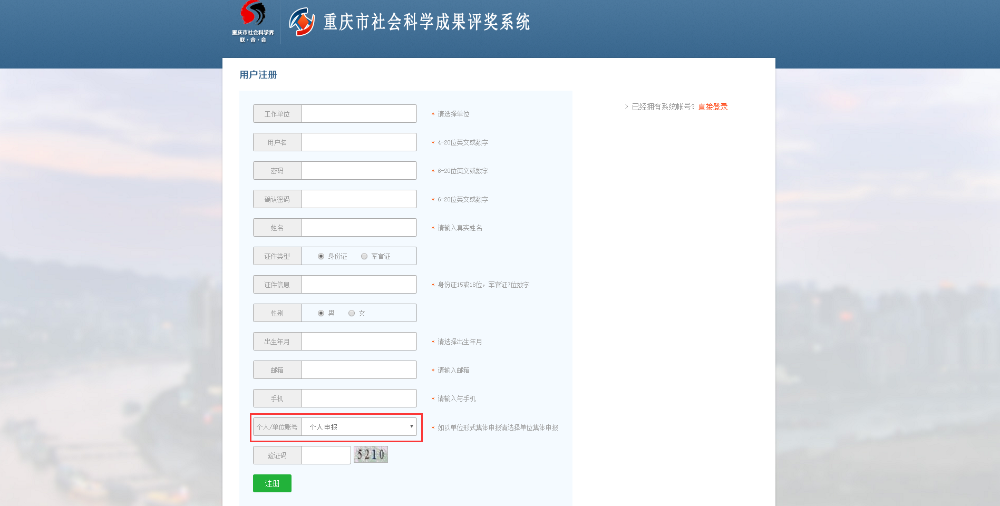 重庆市社会科学界
联·合·会
重庆市社会科学成果评奖系统
用户注册
已经拥有系统帐号？直接登录
工作单位 * 请选择单位
用户名 * 4-20位英文或数字
密码 * 6-20位英文或数字
确认密码 * 6-20位英文或数字
姓名 * 请输入真实姓名
证件类型 身份证 军官证
证件信息 * 身份证15或18位，军官证7位数字
性别 男 女
出生年月 * 请选择出生年月
邮箱 * 请输入邮箱
手机 * 请输入与手机
个人/单位账号 个人申报 * 如以单位形式集体申报请选择单位集体申报
验证码 5210
注册